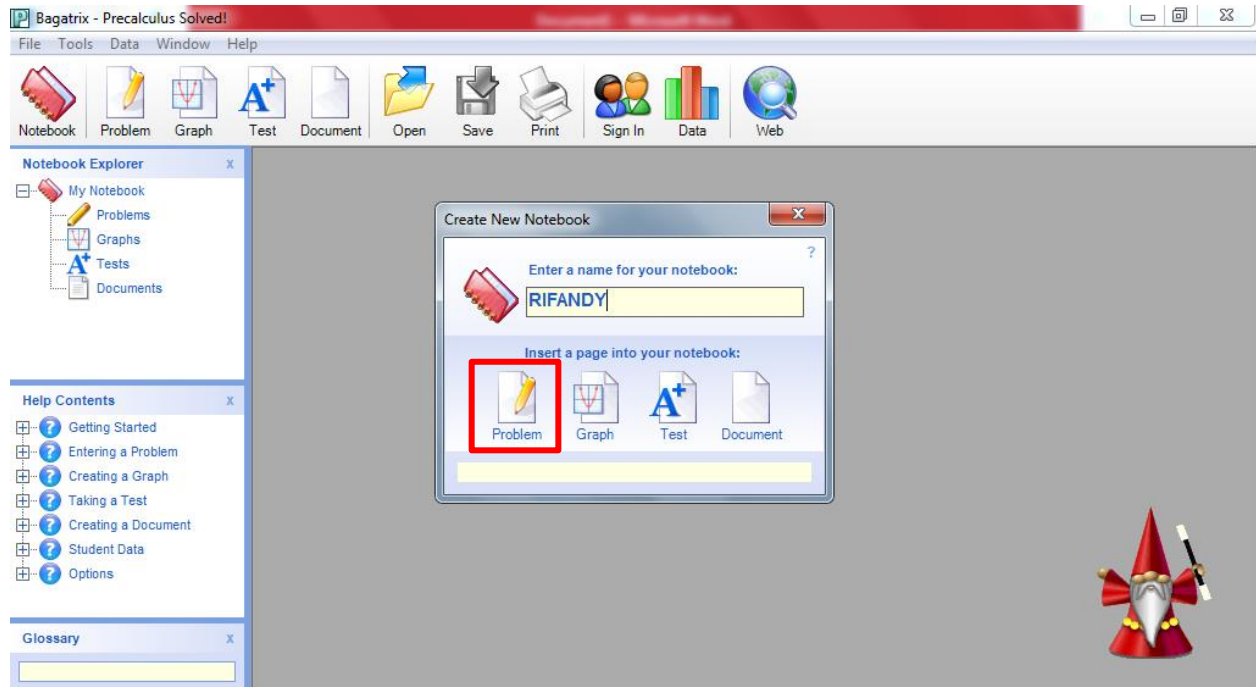 Bagatrix - Precalculus Solved!
File Tools Data Window Help
Notebook Problem Graph Test Document Open Save Print Sign In Data Web
Notebook Explorer x
My Notebook
Problems
Graphs
Tests
Documents
Create New Notebook
?
Enter a name for your notebook:
RIFANDY
Insert a page into your notebook:
Problem Graph Test Document
Help Contents x
Getting Started
Entering a Problem
Creating a Graph
Taking a Test
Creating a Document
Student Data
Options
Glossary x